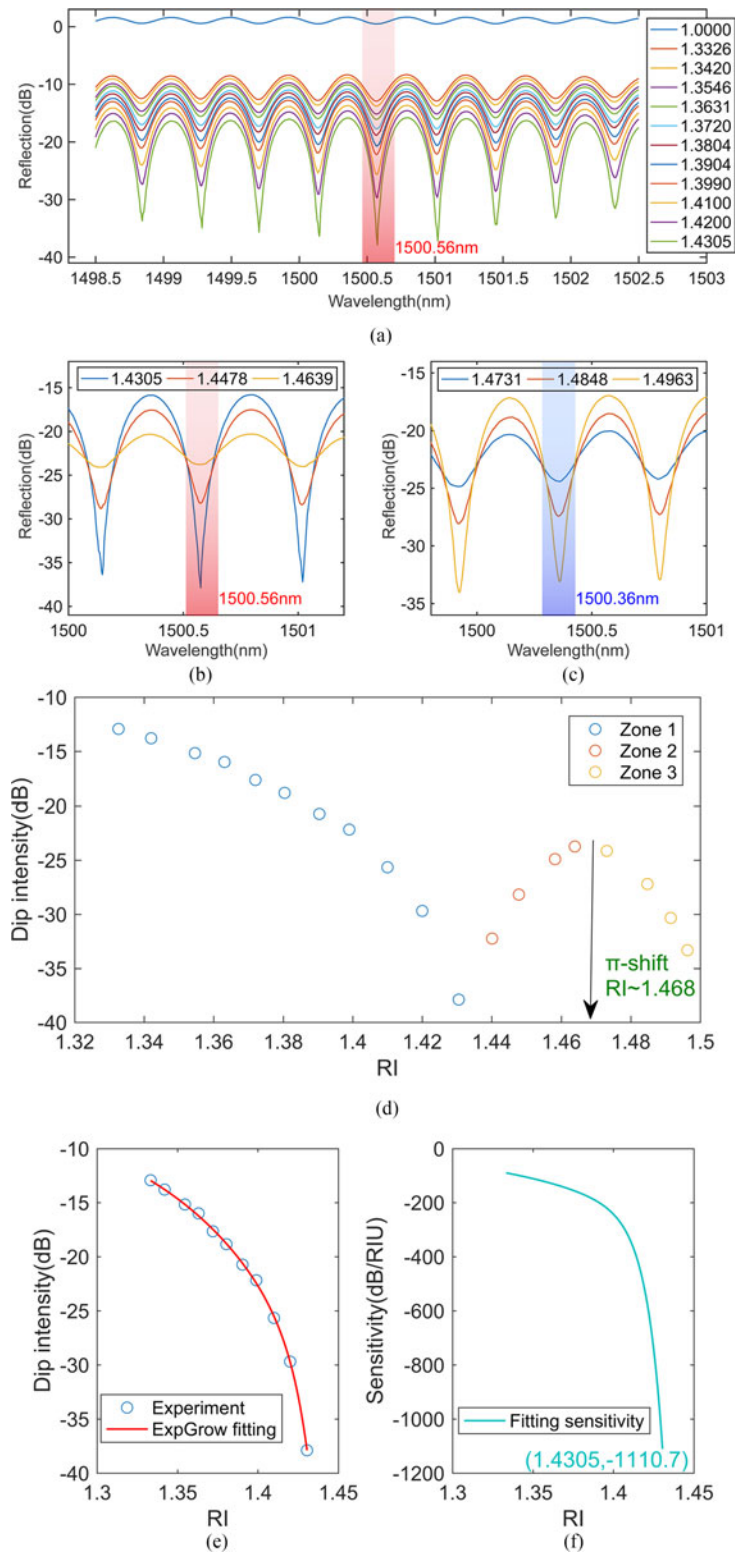 0
-10
-20
-30
-40
Reflection(dB)
1498.5 1499 1499.5 1500 1500.5 1501 1501.5 1502 1502.5 1503
Wavelength(nm)
1500.56nm
1.0000
1.3326
1.3420
1.3546
1.3631
1.3720
1.3804
1.3904
1.3990
1.4100
1.4200
1.4305
(a)
1.4305 1.4478 1.4639
-15
-20
-25
-30
-35
-40
Reflection(dB)
1500 1500.5 1501
Wavelength(nm)
1500.56nm
(b)
1.4731 1.4848 1.4963
-15
-20
-25
-30
-35
Reflection(dB)
1500 1500.5 1501
Wavelength(nm)
1500.36nm
(c)
-10
-15
-20
-25
-30
-35
-40
Dip intensity(dB)
1.32 1.34 1.36 1.38 1.4 1.42 1.44 1.46 1.48 1.5
RI
Zone 1
Zone 2
Zone 3
π-shift
RI~1.468
(d)
-10
-15
-20
-25
-30
-35
-40
Dip intensity(dB)
Experiment
ExpGrow fitting
1.3 1.35 1.4 1.45
RI
(e)
0
-200
-400
-600
-800
-1000
-1200
Sensitivity(dB/RIU)
Fitting sensitivity
(1.4305,-1110.7)
1.3 1.35 1.4 1.45
RI
(f)